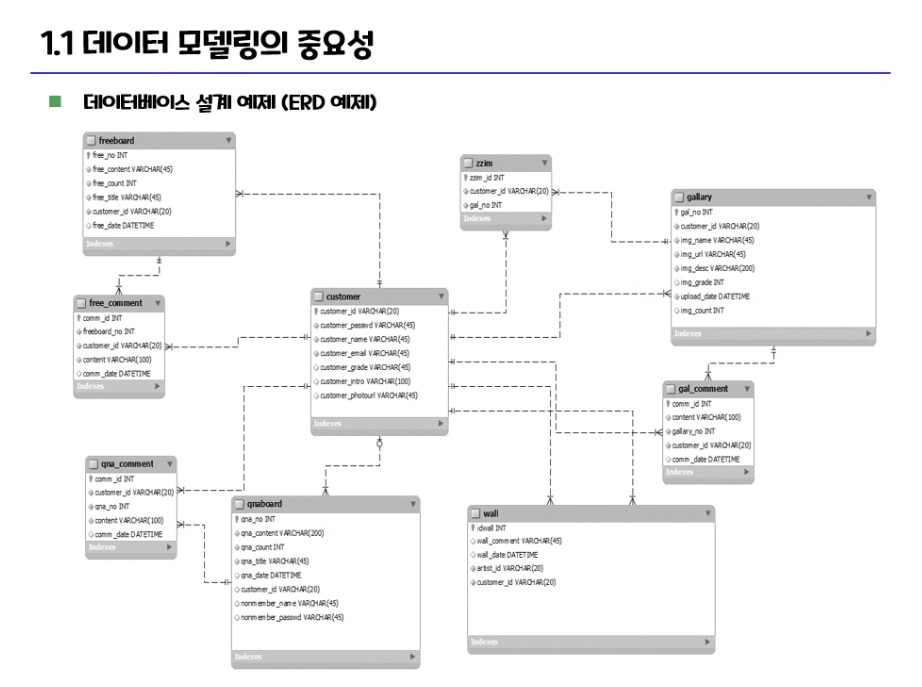 1.1 데이터 모델링의 중요성
데이터베이스 설계 예제 (ERD 예제)
freeboard
free_no INT
free_content VARCHAR(45)
free_count INT
free_title VARCHAR(45)
customer_id VARCHAR(20)
free_date DATETIME
Indexes
zzim
zzim_id INT
customer_id VARCHAR(20)
gal_no INT
Indexes
gallary
gal_no INT
customer_id VARCHAR(20)
img_name VARCHAR(45)
img_url VARCHAR(45)
img_desc VARCHAR(200)
img_grade INT
upload_date DATETIME
img_count INT
Indexes
free_comment
comm_id INT
freeboard_no INT
customer_id VARCHAR(20)
content VARCHAR(100)
comm_date DATETIME
Indexes
customer
customer_id VARCHAR(20)
customer_passwd VARCHAR(45)
customer_name VARCHAR(45)
customer_email VARCHAR(45)
customer_grade VARCHAR(45)
customer_intro VARCHAR(100)
customer_photourl VARCHAR(45)
Indexes
gal_comment
comm_id INT
content VARCHAR(100)
gallary_no INT
customer_id VARCHAR(20)
comm_date DATETIME
Indexes
qna_comment
comm_id INT
customer_id VARCHAR(20)
qna_no INT
content VARCHAR(100)
comm_date DATETIME
Indexes
qnaboard
qna_no INT
qna_content VARCHAR(200)
qna_count INT
qna_title VARCHAR(45)
qna_date DATETIME
customer_id VARCHAR(20)
nonmember_name VARCHAR(45)
nonmember_passwd VARCHAR(45)
Indexes
wall
idwall INT
wall_comment VARCHAR(45)
wall_date DATETIME
artist_id VARCHAR(20)
customer_id VARCHAR(20)
Indexes